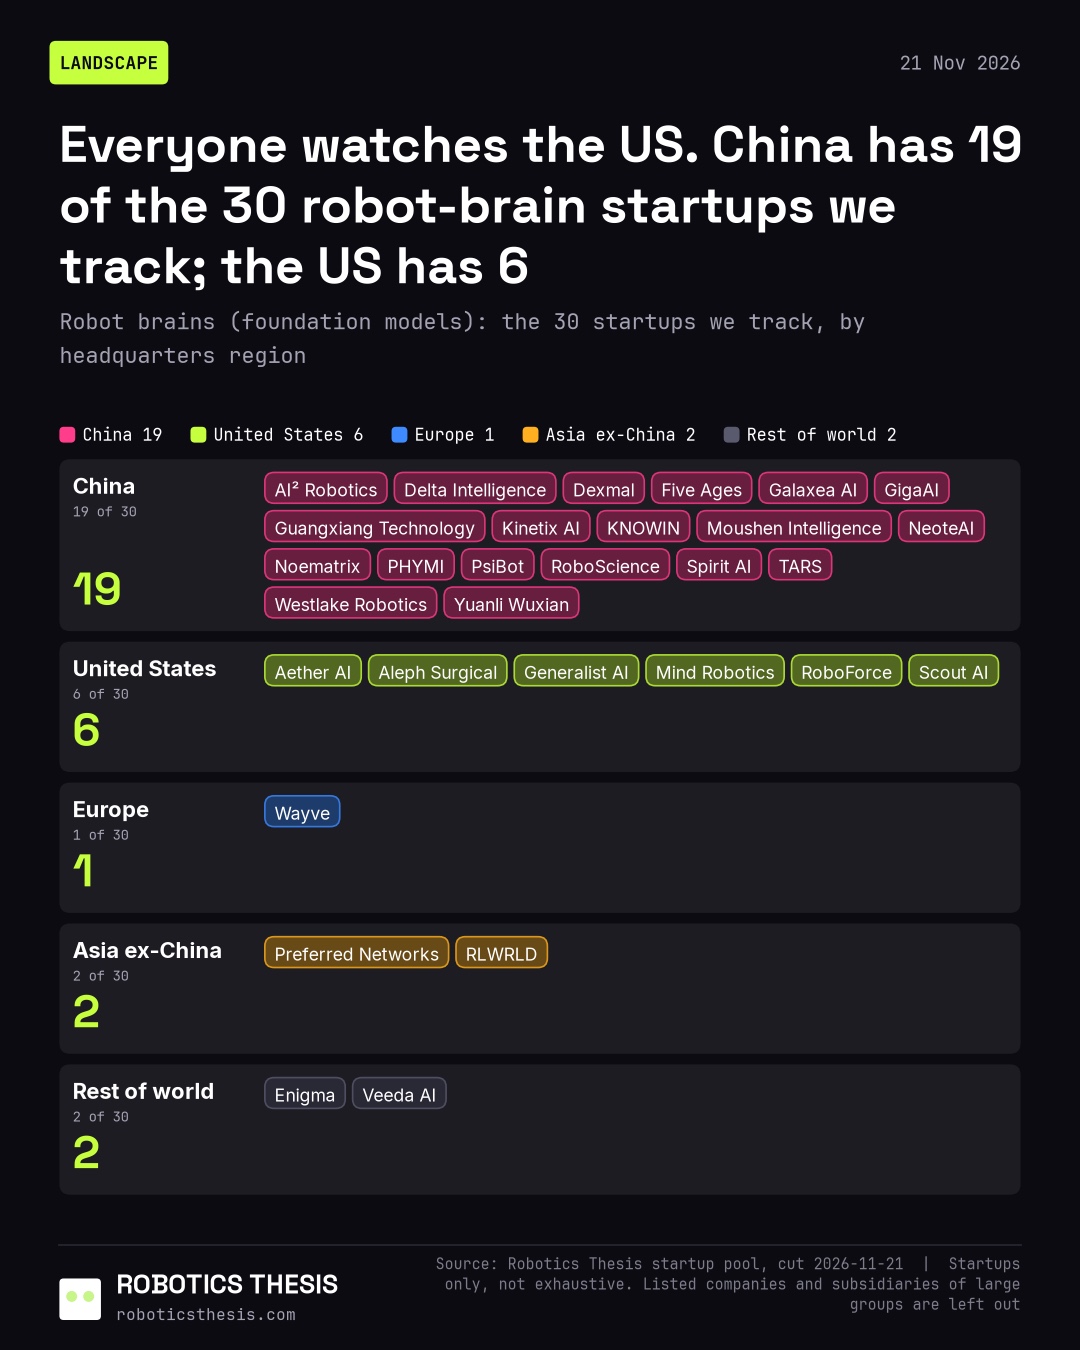 LANDSCAPE
21 Nov 2026
Everyone watches the US. China has 19
of the 30 robot-brain startups we
track; the US has 6
Robot brains (foundation models): the 30 startups we track, by
headquarters region
China 19 United States 6 Europe 1 Asia ex-China 2 Rest of world 2
China
19 of 30
19
AI² Robotics Delta Intelligence Dexmal Five Ages Galaxea AI GigaAI
Guangxiang Technology Kinetix AI KNOWIN Moushen Intelligence NeoteAI
Noematrix PHYMI PsiBot RoboScience Spirit AI TARS
Westlake Robotics Yuanli Wuxian
United States
6 of 30
6
Aether AI Aleph Surgical Generalist AI Mind Robotics RoboForce Scout AI
Europe
1 of 30
1
Wayve
Asia ex-China
2 of 30
2
Preferred Networks RLWRLD
Rest of world
2 of 30
2
Enigma Veeda AI
ROBOTICS THESIS
roboticsthesis.com
Source: Robotics Thesis startup pool, cut 2026-11-21 | Startups
only, not exhaustive. Listed companies and subsidiaries of large
groups are left out